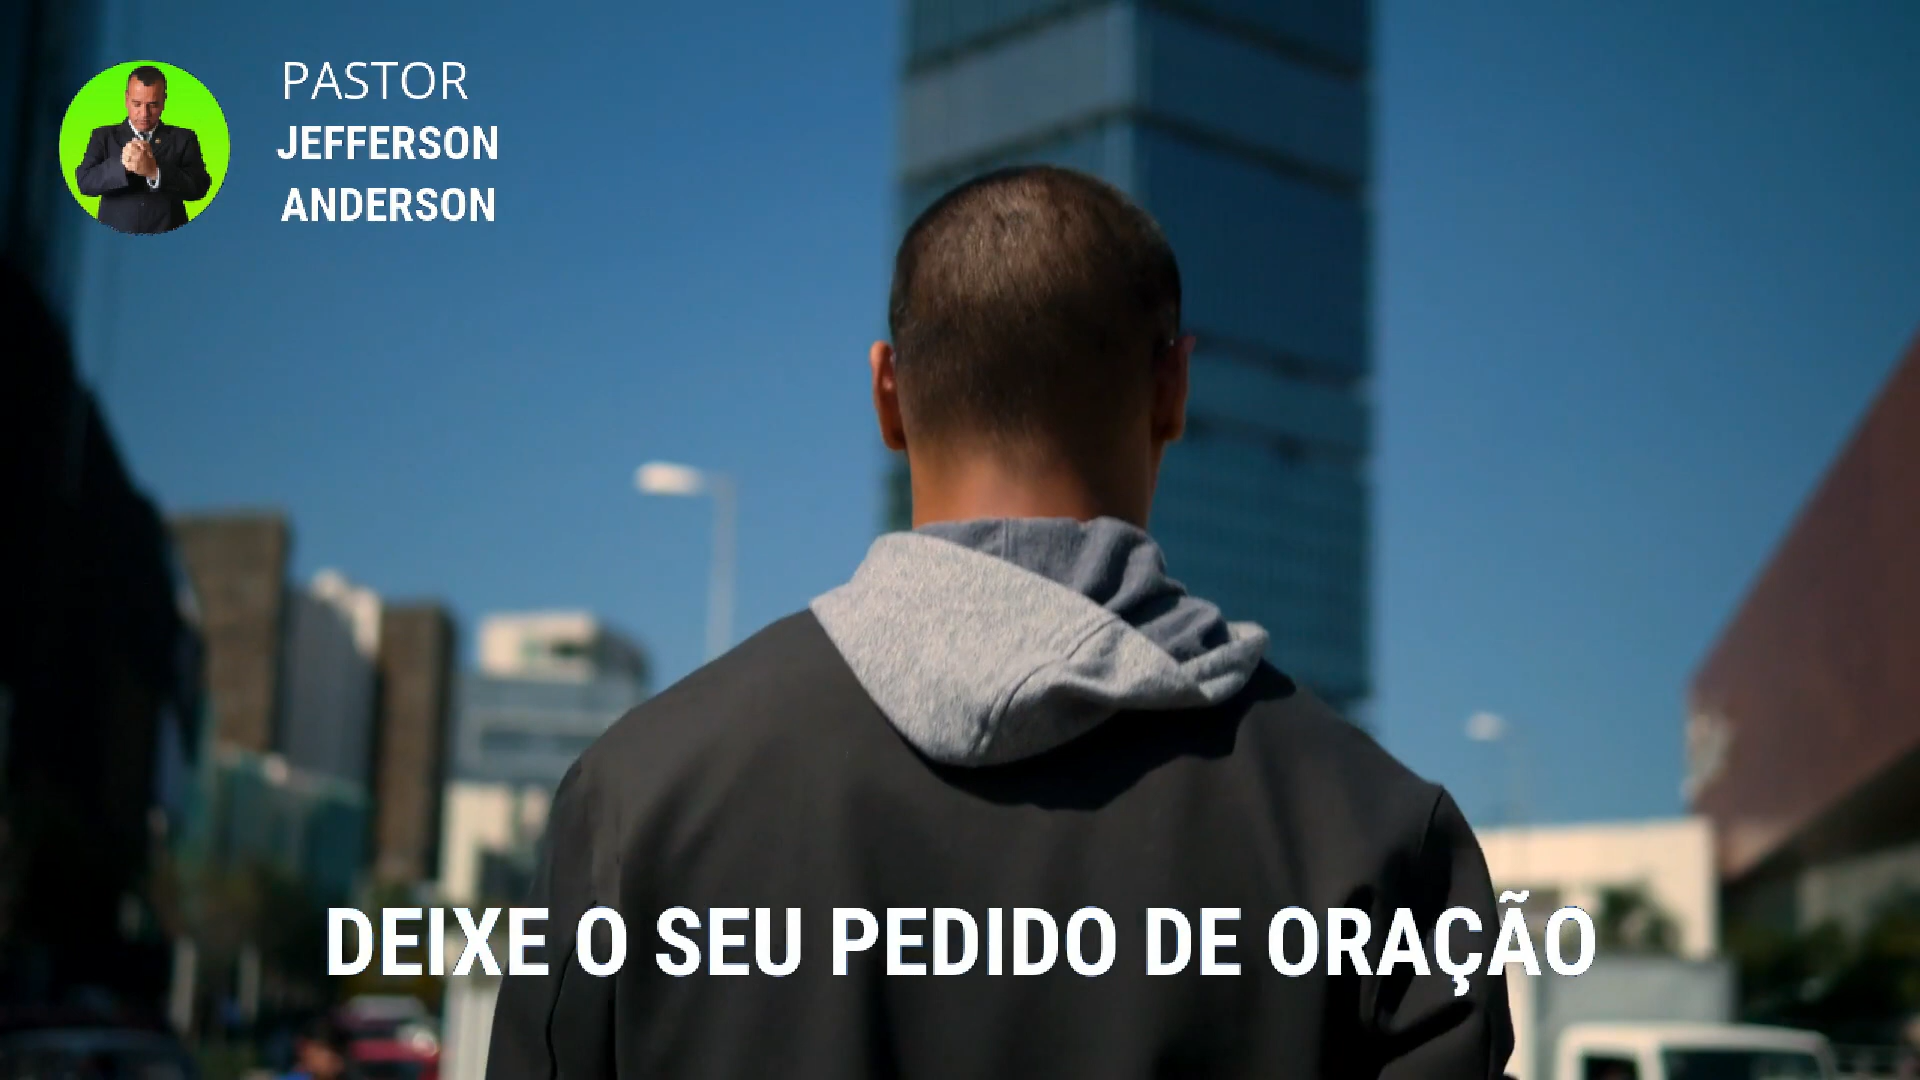 PASTOR
JEFFERSON
ANDERSON
DEIXE O SEU PEDIDO DE ORAÇÃO